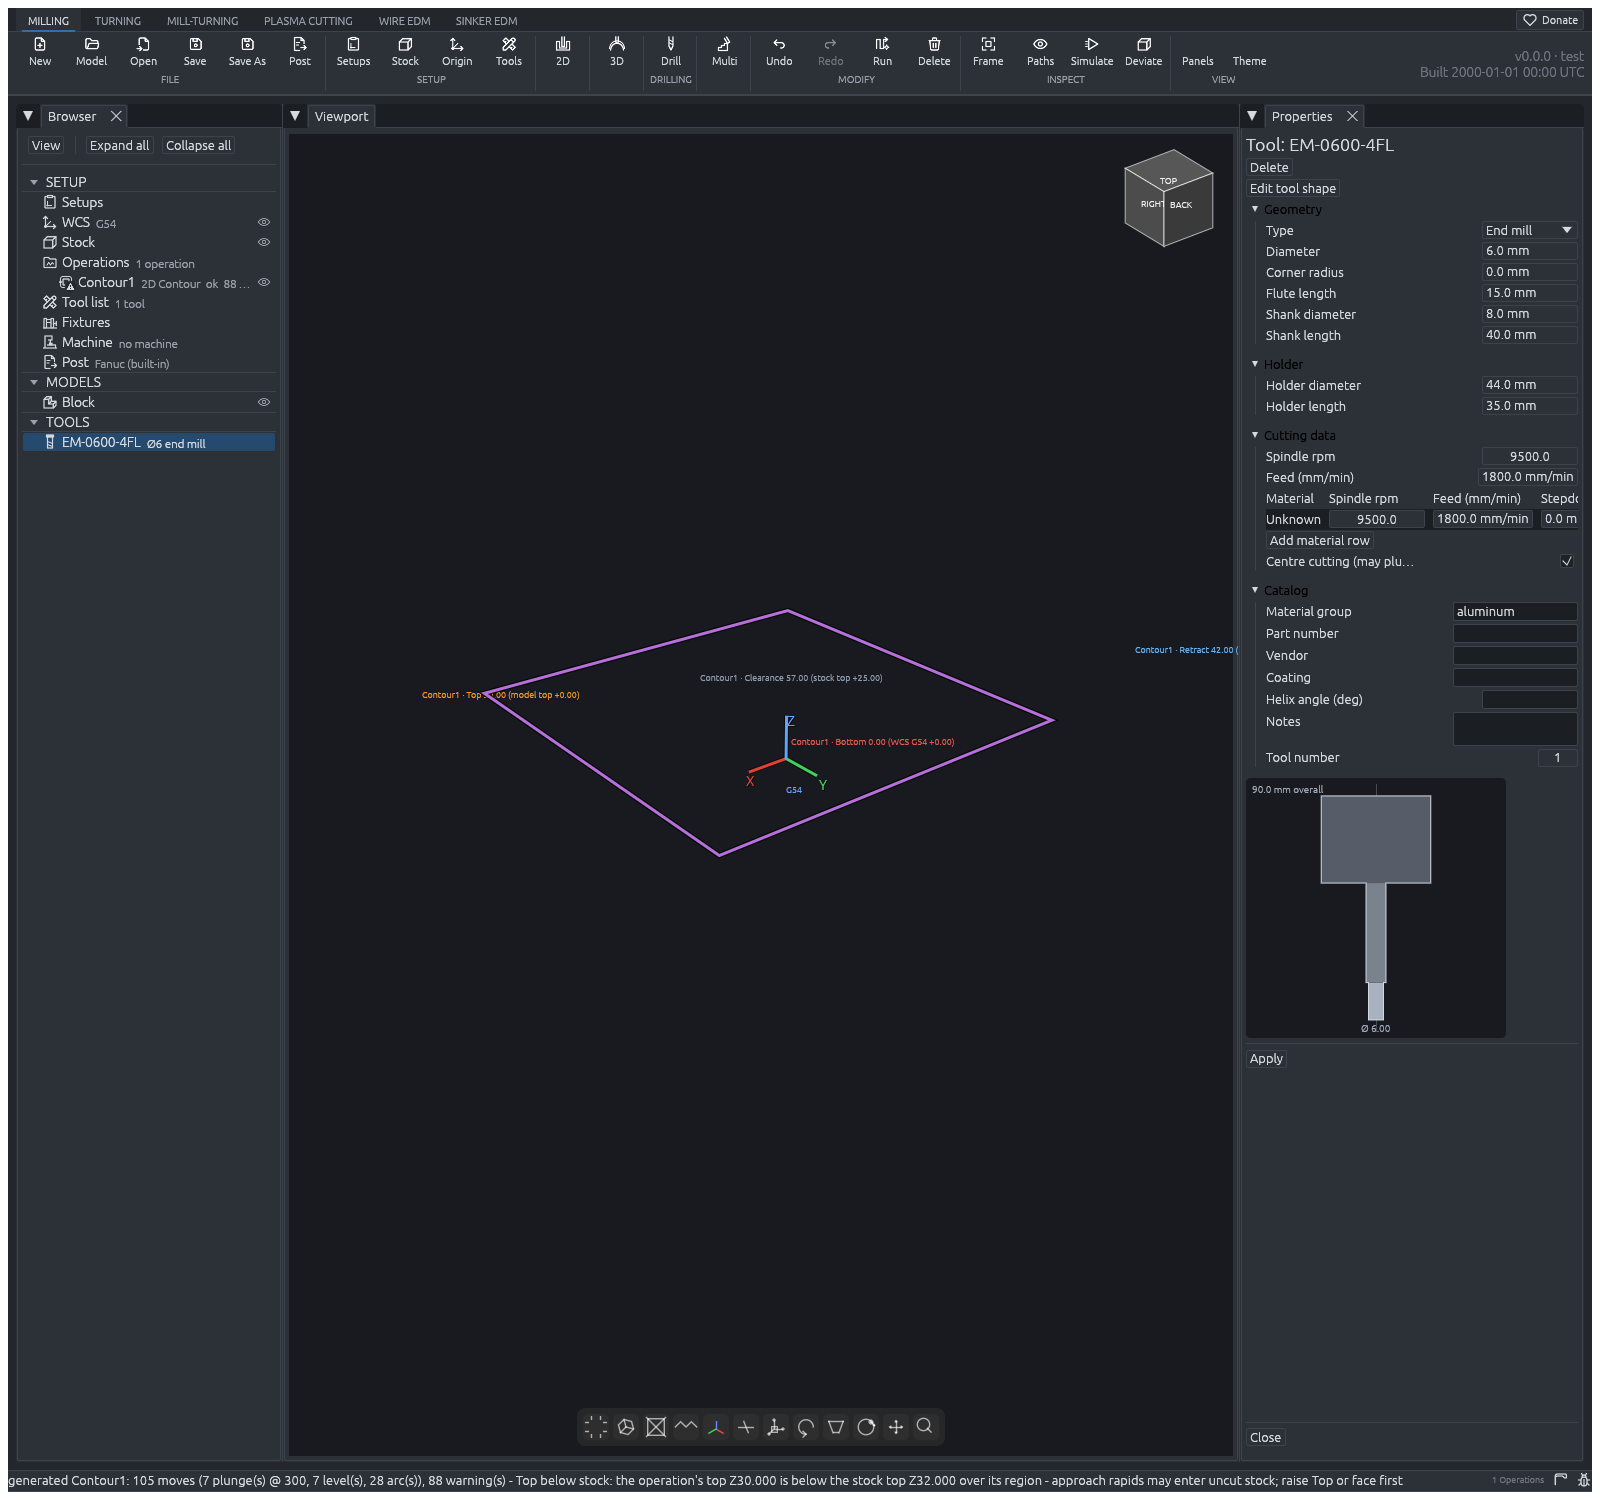 MILLING TURNING MILL-TURNING PLASMA CUTTING WIRE EDM SINKER EDM Donate
New Model Open Save Save As Post Setups Stock Origin Tools 2D 3D Drill Multi Undo Redo Run Delete Frame Paths Simulate Deviate Panels Theme
FILE SETUP DRILLING MODIFY INSPECT VIEW
v0.0.0 · test
Built 2000-01-01 00:00 UTC
Browser
View Expand all Collapse all
SETUP
Setups
WCS G54
Stock
Operations 1 operation
Contour1 2D Contour ok 88 ...
Tool list 1 tool
Fixtures
Machine no machine
Post Fanuc (built-in)
MODELS
Block
TOOLS
EM-0600-4FL Ø6 end mill
Viewport
TOP
RIGHT BACK
Contour1 · Retract 42.00 (
Contour1 · Clearance 57.00 (stock top +25.00)
Contour1 · Top .00 (model top +0.00)
Z
Contour1 · Bottom 0.00 (WCS G54 +0.00)
X Y
G54
Properties
Tool: EM-0600-4FL
Delete
Edit tool shape
Geometry
Type End mill
Diameter 6.0 mm
Corner radius 0.0 mm
Flute length 15.0 mm
Shank diameter 8.0 mm
Shank length 40.0 mm
Holder
Holder diameter 44.0 mm
Holder length 35.0 mm
Cutting data
Spindle rpm 9500.0
Feed (mm/min) 1800.0 mm/min
Material Spindle rpm Feed (mm/min) Stepdo
Unknown 9500.0 1800.0 mm/min 0.0 m
Add material row
Centre cutting (may plu...
Catalog
Material group aluminum
Part number
Vendor
Coating
Helix angle (deg)
Notes
Tool number 1
90.0 mm overall
Ø 6.00
Apply
Close
generated Contour1: 105 moves (7 plunge(s) @ 300, 7 level(s), 28 arc(s)), 88 warning(s) - Top below stock: the operation's top Z30.000 is below the stock top Z32.000 over its region - approach rapids may enter uncut stock; raise Top or face first 1 Operations